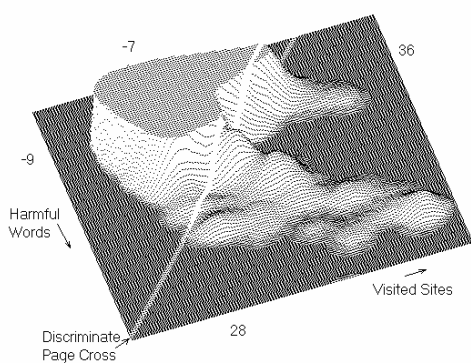 -7
36
-9
Harmful
Words
Visited Sites
Discriminate
Page Cross
28